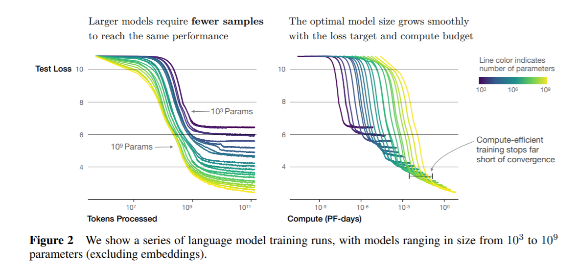 Larger models require fewer samples
to reach the same performance
The optimal model size grows smoothly
with the loss target and compute budget
Test Loss
10
8
6
4
10³ Params
10⁹ Params
10⁷
10⁹
10¹¹
Tokens Processed
10
8
6
4
10⁻⁹
10⁻⁶
10⁻³
10⁰
Compute (PF-days)
Line color indicates
number of parameters
10³
10⁶
10⁹
Compute-efficient
training stops far
short of convergence
Figure 2 We show a series of language model training runs, with models ranging in size from 10³ to 10⁹
parameters (excluding embeddings).